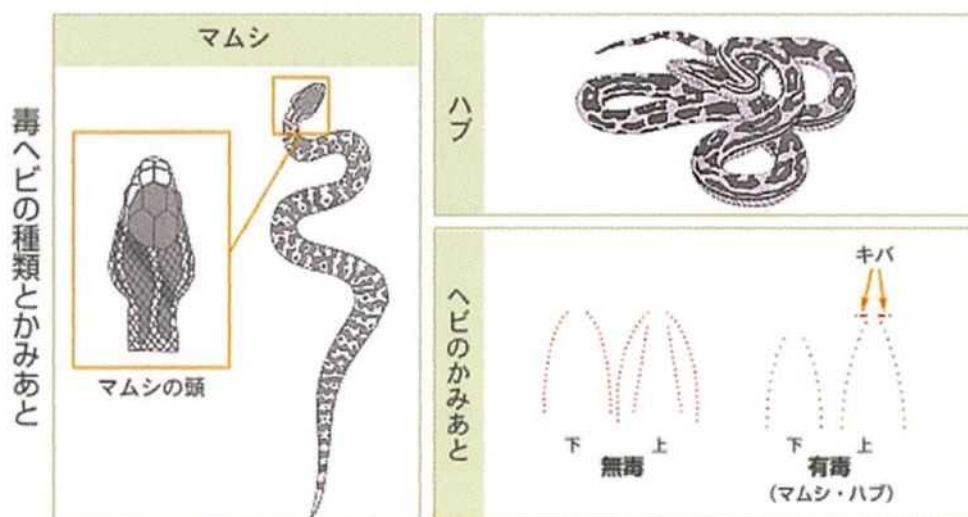 毒ヘビの種類とかみあと
マムシ
マムシの頭
ハブ
ヘビのかみあと
キバ
下
上
無毒
下
上
有毒
(マムシ・ハブ)